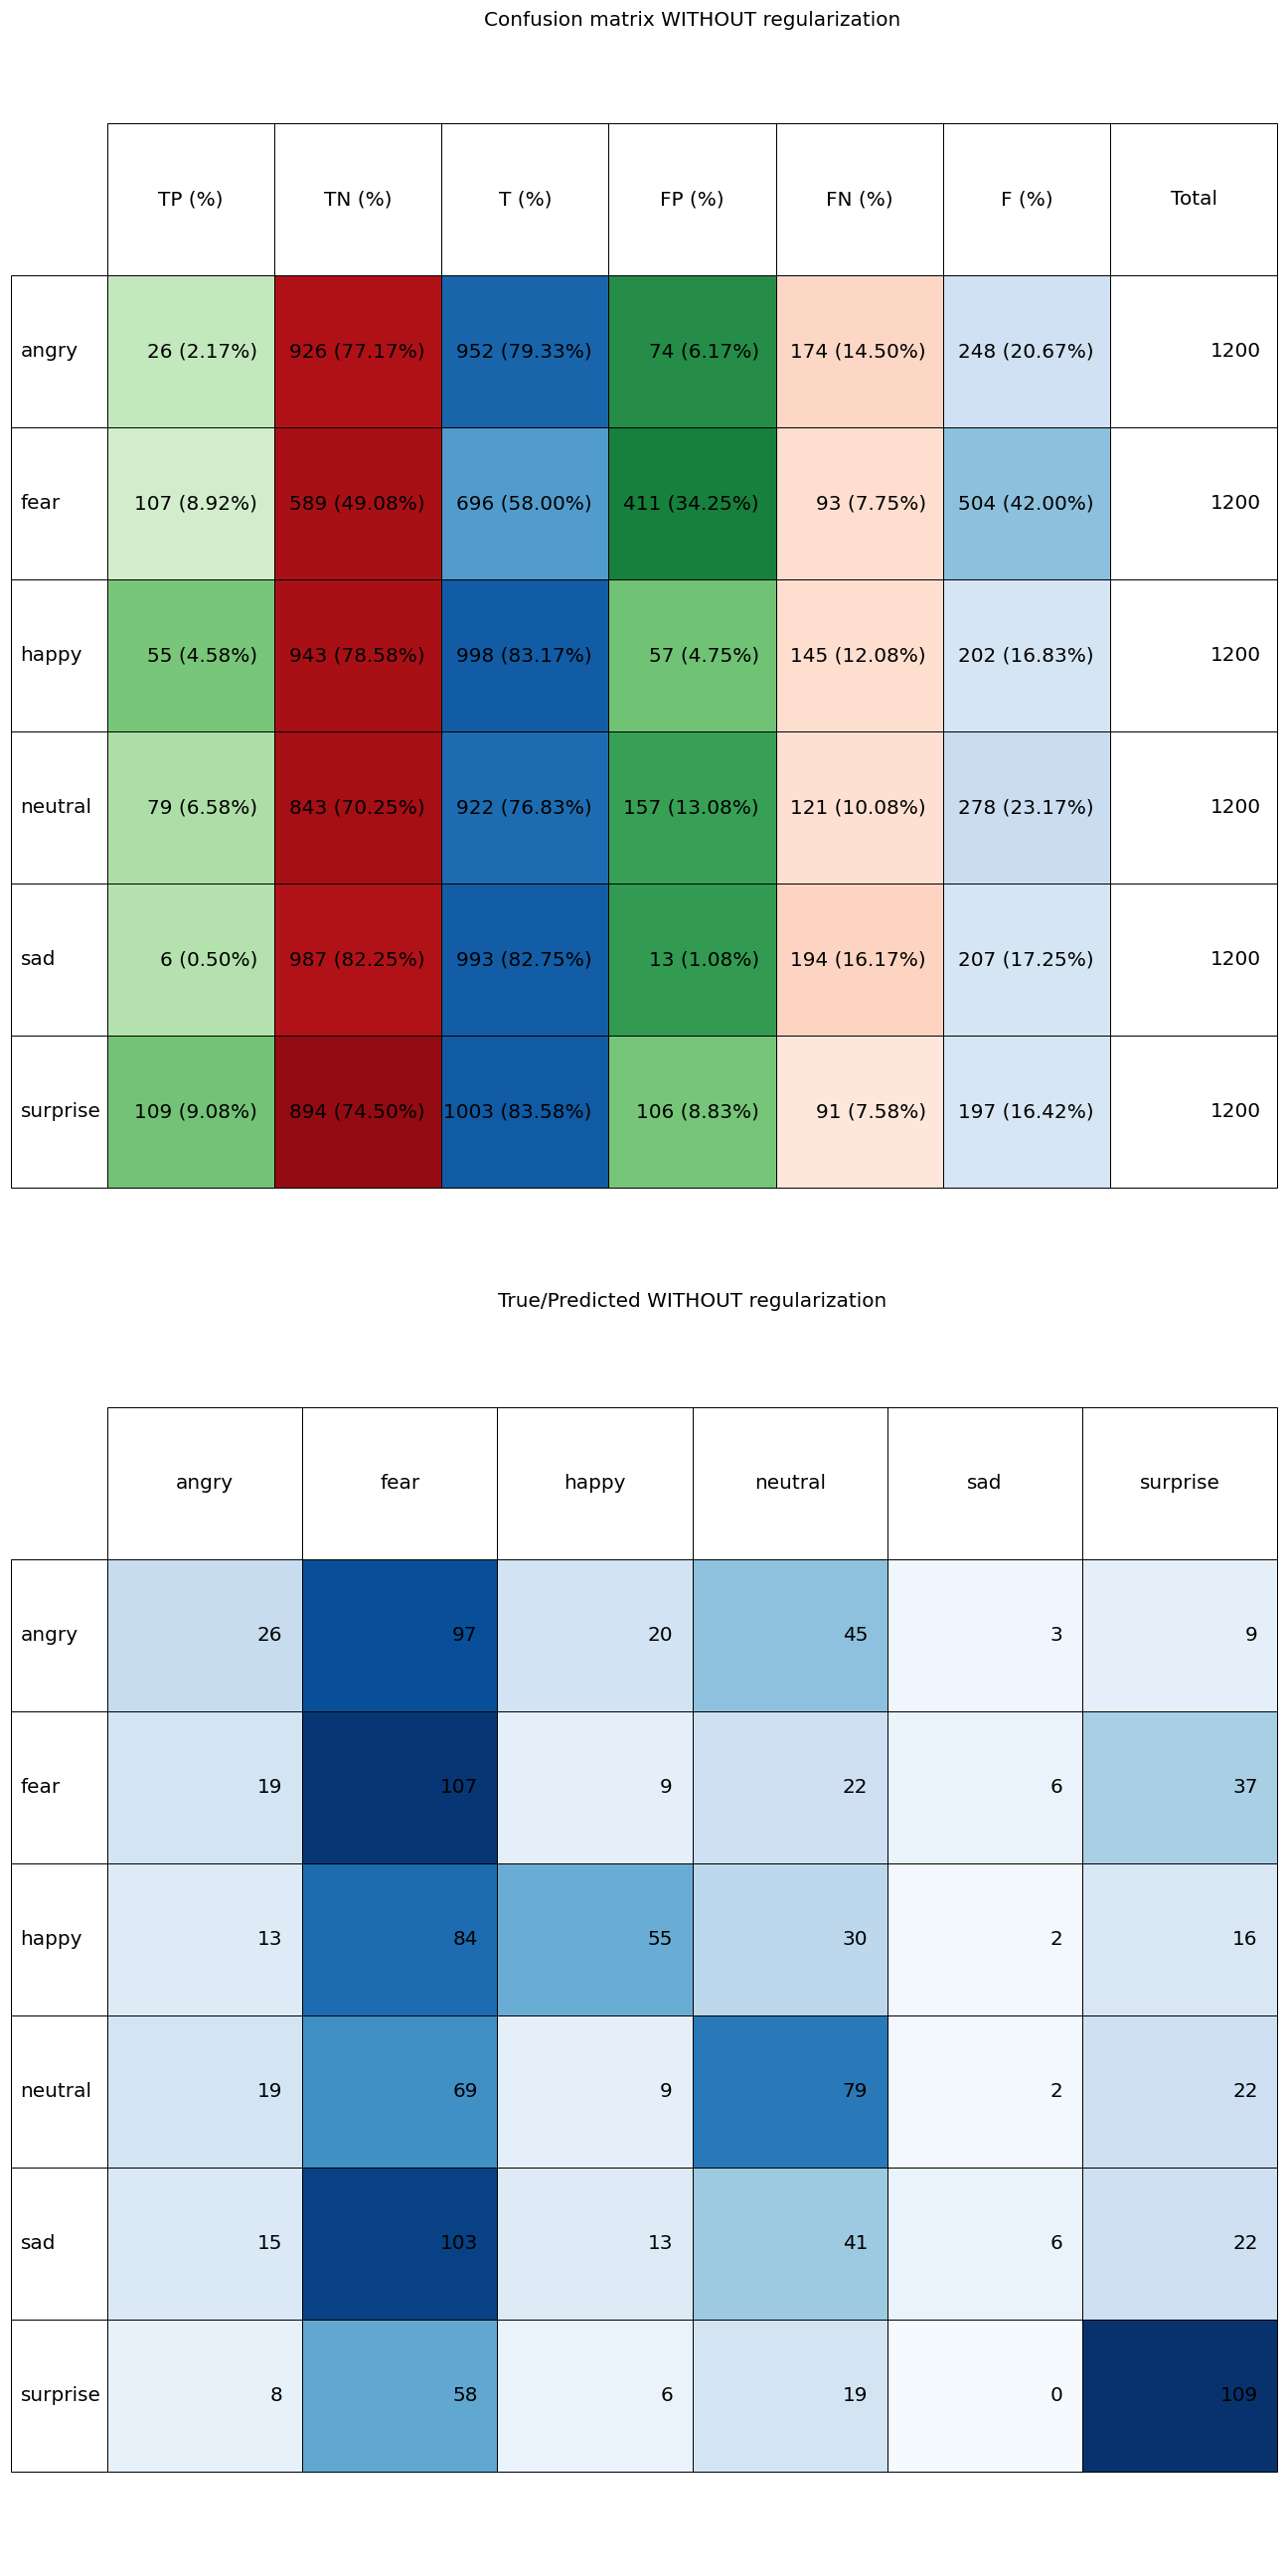 Confusion matrix WITHOUT regularization
TP (%) TN (%) T (%) FP (%) FN (%) F (%) Total
angry 26 (2.17%) 926 (77.17%) 952 (79.33%) 74 (6.17%) 174 (14.50%) 248 (20.67%) 1200
fear 107 (8.92%) 589 (49.08%) 696 (58.00%) 411 (34.25%) 93 (7.75%) 504 (42.00%) 1200
happy 55 (4.58%) 943 (78.58%) 998 (83.17%) 57 (4.75%) 145 (12.08%) 202 (16.83%) 1200
neutral 79 (6.58%) 843 (70.25%) 922 (76.83%) 157 (13.08%) 121 (10.08%) 278 (23.17%) 1200
sad 6 (0.50%) 987 (82.25%) 993 (82.75%) 13 (1.08%) 194 (16.17%) 207 (17.25%) 1200
surprise 109 (9.08%) 894 (74.50%) 1003 (83.58%) 106 (8.83%) 91 (7.58%) 197 (16.42%) 1200
True/Predicted WITHOUT regularization
angry fear happy neutral sad surprise
angry 26 97 20 45 3 9
fear 19 107 9 22 6 37
happy 13 84 55 30 2 16
neutral 19 69 9 79 2 22
sad 15 103 13 41 6 22
surprise 8 58 6 19 0 109